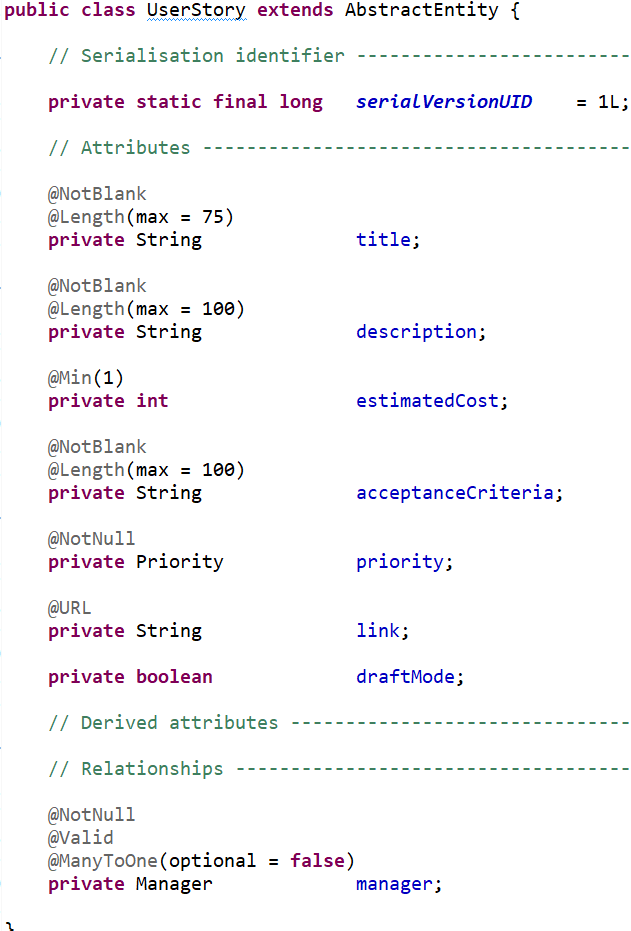 public class UserStory extends AbstractEntity {
// Serialisation identifier -------------------------
private static final long serialVersionUID = 1L;
// Attributes ---------------------------------------
@NotBlank
@Length(max = 75)
private String title;
@NotBlank
@Length(max = 100)
private String description;
@Min(1)
private int estimatedCost;
@NotBlank
@Length(max = 100)
private String acceptanceCriteria;
@NotNull
private Priority priority;
@URL
private String link;
private boolean draftMode;
// Derived attributes -------------------------------
// Relationships ------------------------------------
@NotNull
@Valid
@ManyToOne(optional = false)
private Manager manager;
}